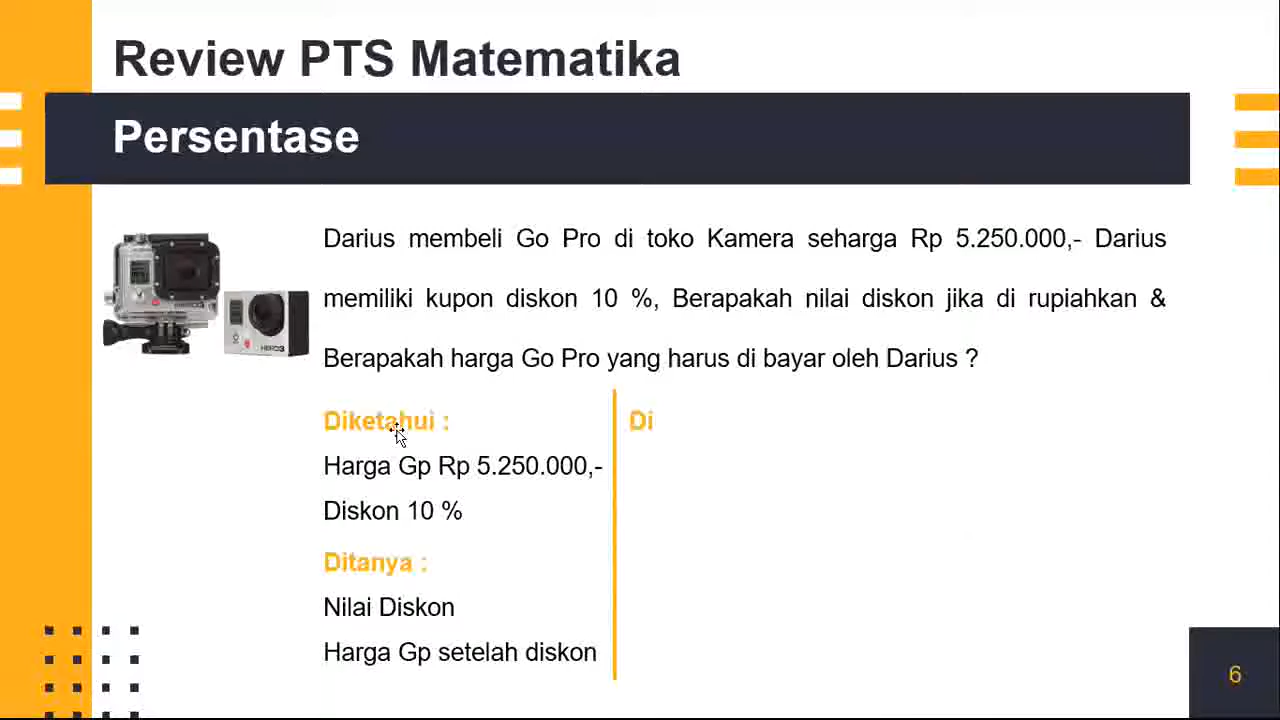 Review PTS Matematika
Persentase
Darius membeli Go Pro di toko Kamera seharga Rp 5.250.000,- Darius
memiliki kupon diskon 10 %, Berapakah nilai diskon jika di rupiahkan &
Berapakah harga Go Pro yang harus di bayar oleh Darius ?
HERO3
Diketahui :
Harga Gp Rp 5.250.000,-
Diskon 10 %
Ditanya :
Nilai Diskon
Harga Gp setelah diskon
Di
6